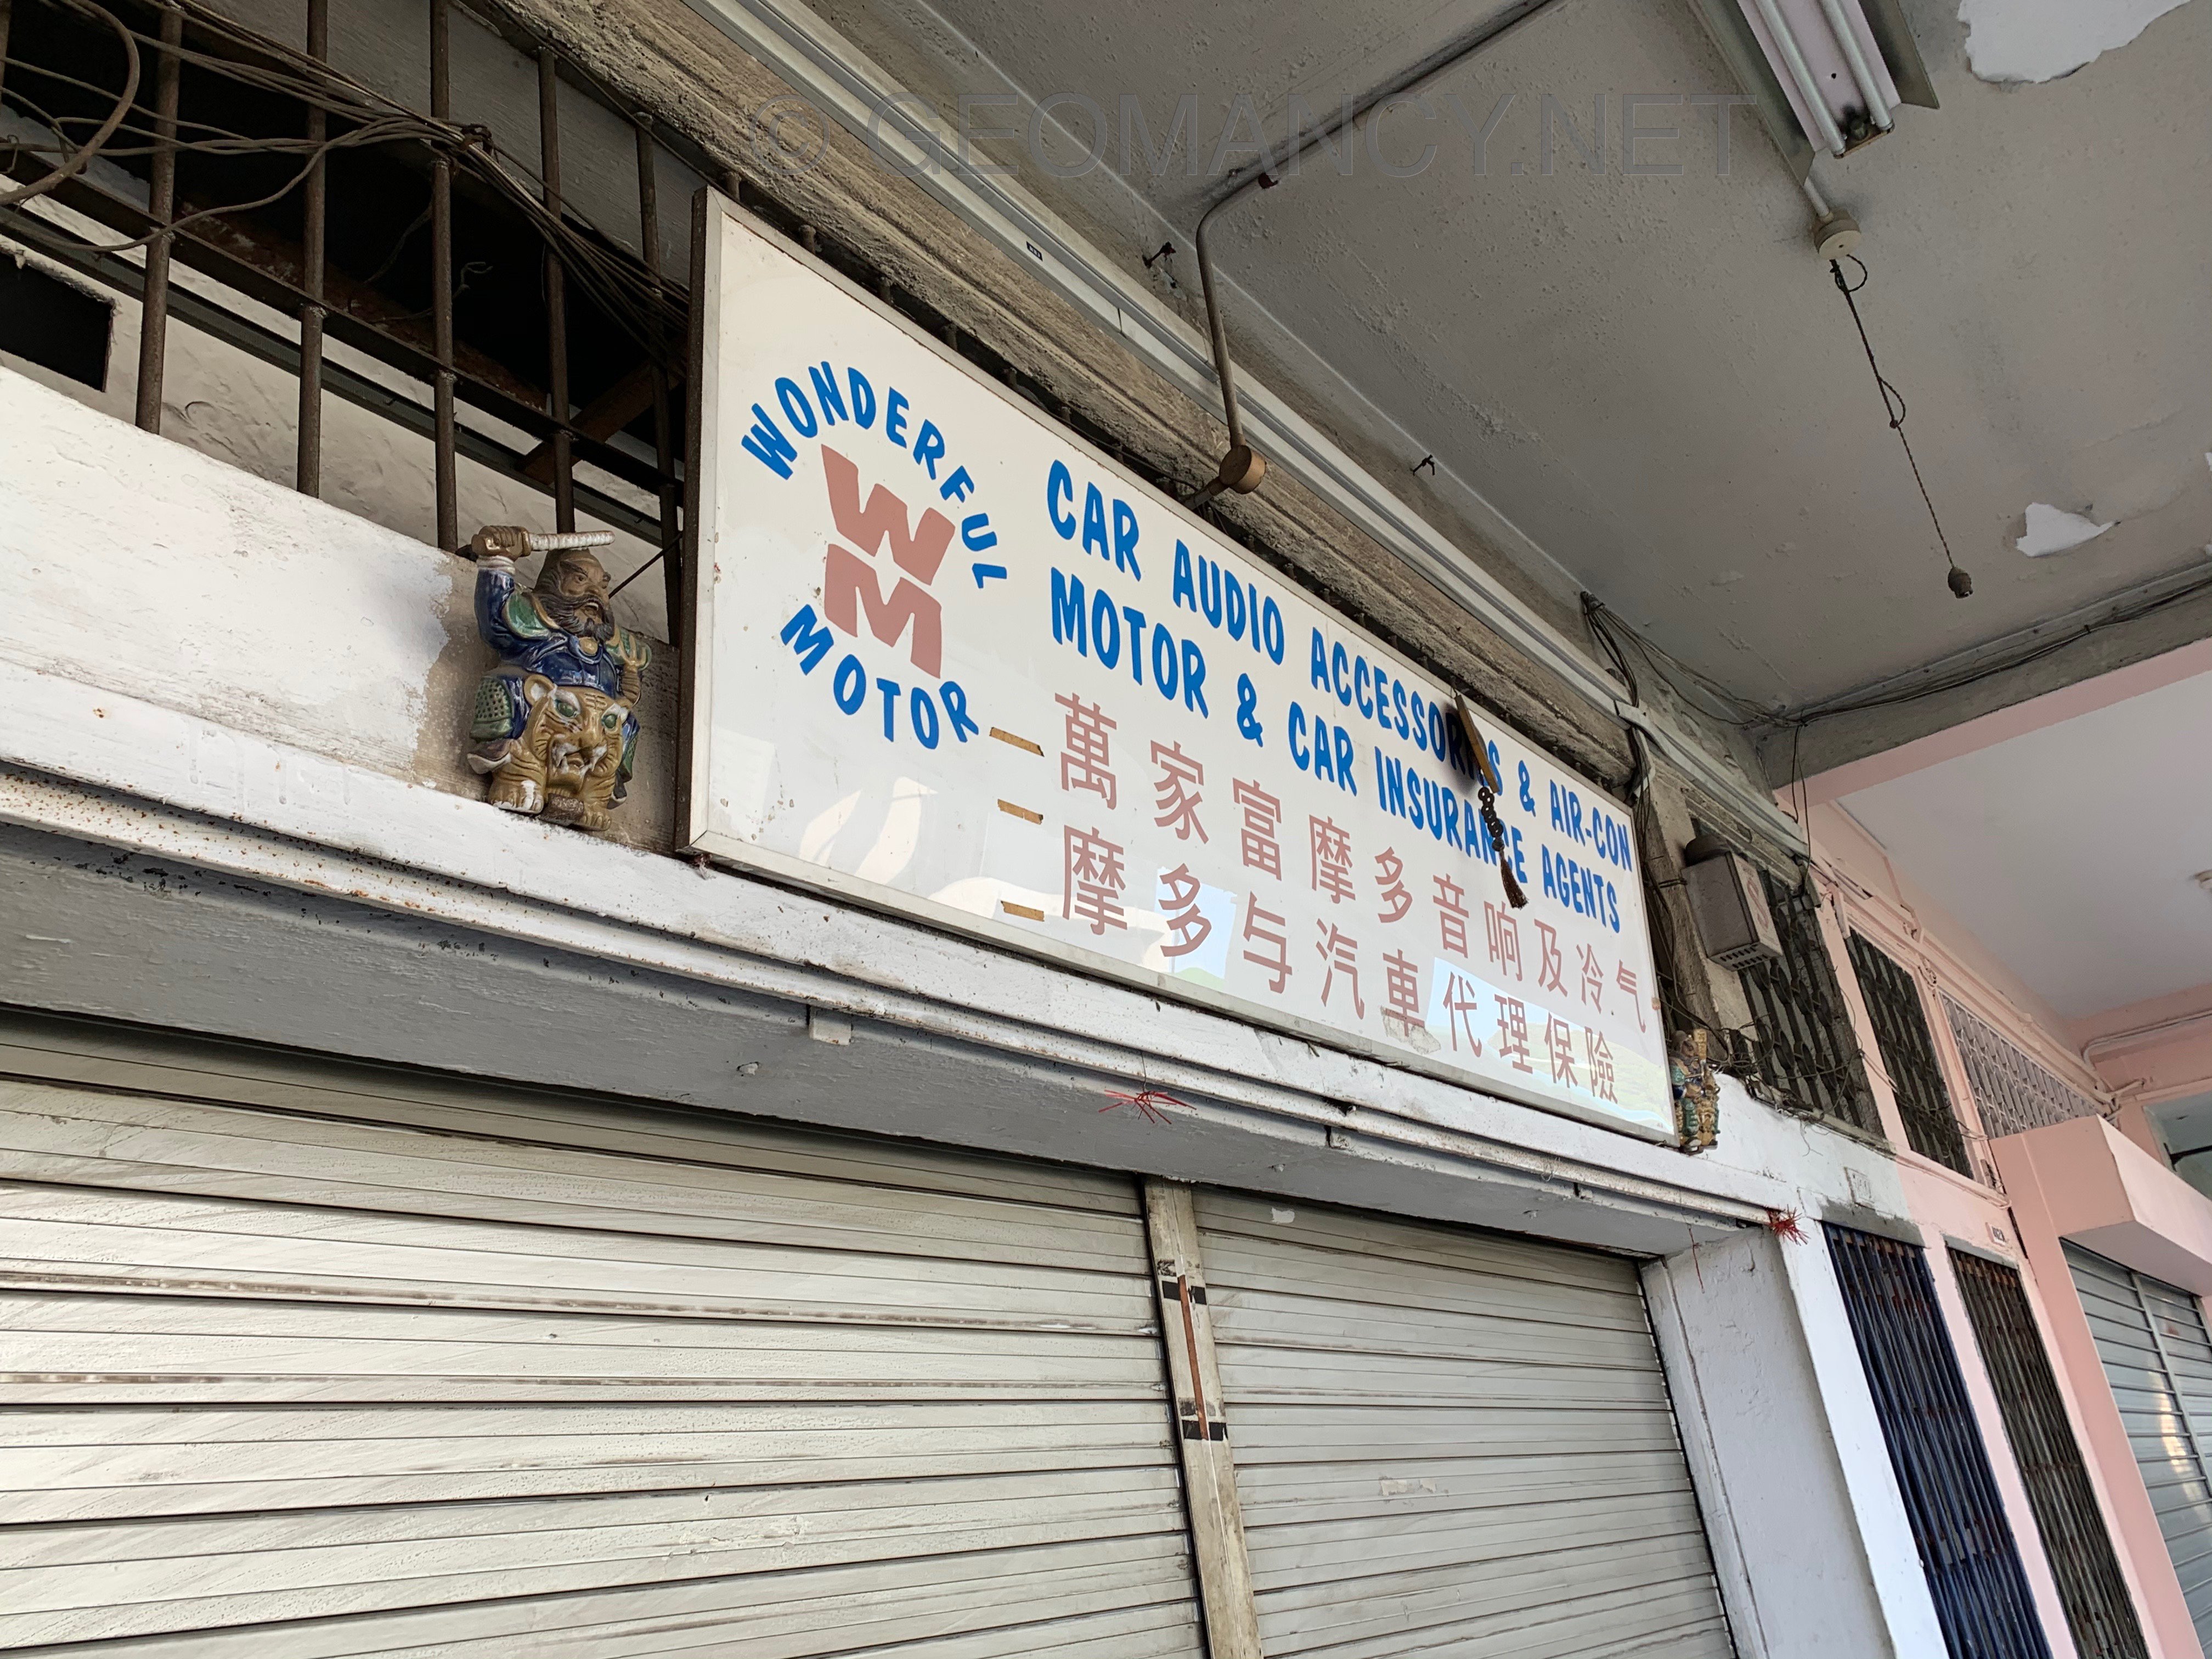 © GEOMANCY.NET
WONDERFUL
WM
MOTOR
CAR AUDIO ACCESSORIES & AIR-CON
MOTOR & CAR INSURANCE AGENTS
萬家富摩多音响及冷气
摩多与汽車代理保險